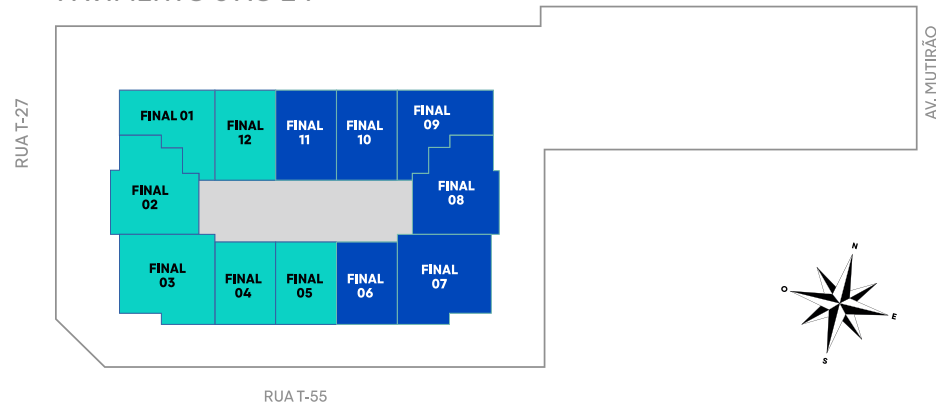 RUA T-27
AV. MUTIRÃO
FINAL 01
FINAL
12
FINAL
11
FINAL
10
FINAL
09
FINAL
02
FINAL
08
FINAL
03
FINAL
04
FINAL
05
FINAL
06
FINAL
07
N
O
E
S
RUA T-55